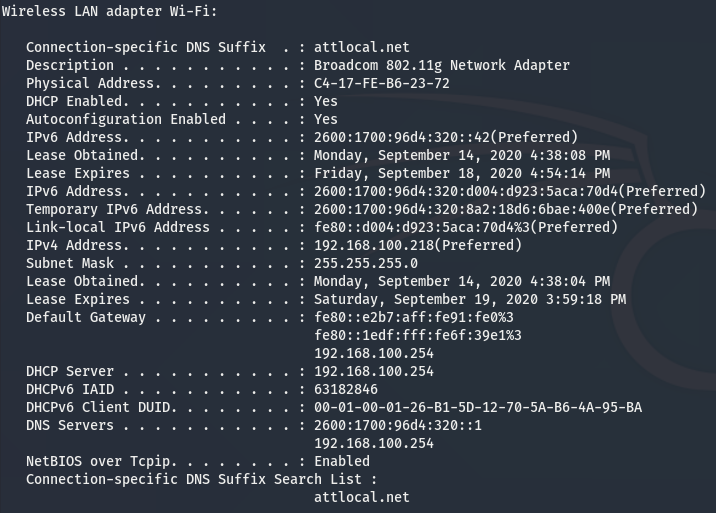 Wireless LAN adapter Wi-Fi:
Connection-specific DNS Suffix . : attlocal.net
Description . . . . . . . . . . . : Broadcom 802.11g Network Adapter
Physical Address. . . . . . . . . : C4-17-FE-B6-23-72
DHCP Enabled. . . . . . . . . . . : Yes
Autoconfiguration Enabled . . . . : Yes
IPv6 Address. . . . . . . . . . . : 2600:1700:96d4:320::42(Preferred)
Lease Obtained. . . . . . . . . . : Monday, September 14, 2020 4:38:08 PM
Lease Expires . . . . . . . . . . : Friday, September 18, 2020 4:54:14 PM
IPv6 Address. . . . . . . . . . . : 2600:1700:96d4:320:d004:d923:5aca:70d4(Preferred)
Temporary IPv6 Address. . . . . . : 2600:1700:96d4:320:8a2:18d6:6bae:400e(Preferred)
Link-local IPv6 Address . . . . . : fe80::d004:d923:5aca:70d4%3(Preferred)
IPv4 Address. . . . . . . . . . . : 192.168.100.218(Preferred)
Subnet Mask . . . . . . . . . . . : 255.255.255.0
Lease Obtained. . . . . . . . . . : Monday, September 14, 2020 4:38:04 PM
Lease Expires . . . . . . . . . . : Saturday, September 19, 2020 3:59:18 PM
Default Gateway . . . . . . . . . : fe80::e2b7:aff:fe91:fe0%3
fe80::1edf:fff:fe6f:39e1%3
192.168.100.254
DHCP Server . . . . . . . . . . . : 192.168.100.254
DHCPv6 IAID . . . . . . . . . . . : 63182846
DHCPv6 Client DUID. . . . . . . . : 00-01-00-01-26-B1-5D-12-70-5A-B6-4A-95-BA
DNS Servers . . . . . . . . . . . : 2600:1700:96d4:320::1
192.168.100.254
NetBIOS over Tcpip. . . . . . . . : Enabled
Connection-specific DNS Suffix Search List :
attlocal.net